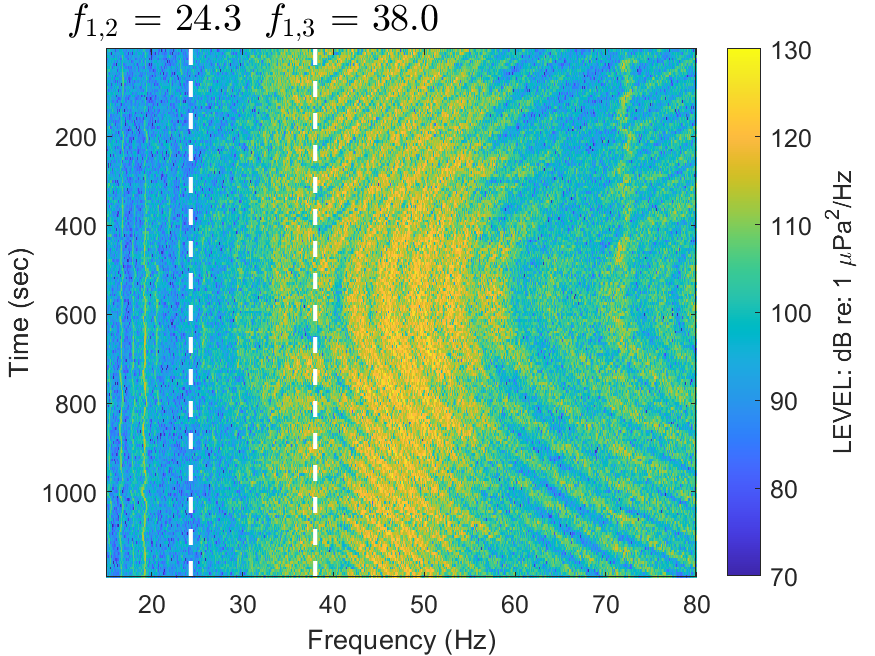 f1,2 = 24.3 f1,3 = 38.0
200
400
600
800
1000
Time (sec)
20 30 40 50 60 70 80
Frequency (Hz)
130
120
110
100
90
80
70
LEVEL: dB re: 1 μPa²/Hz